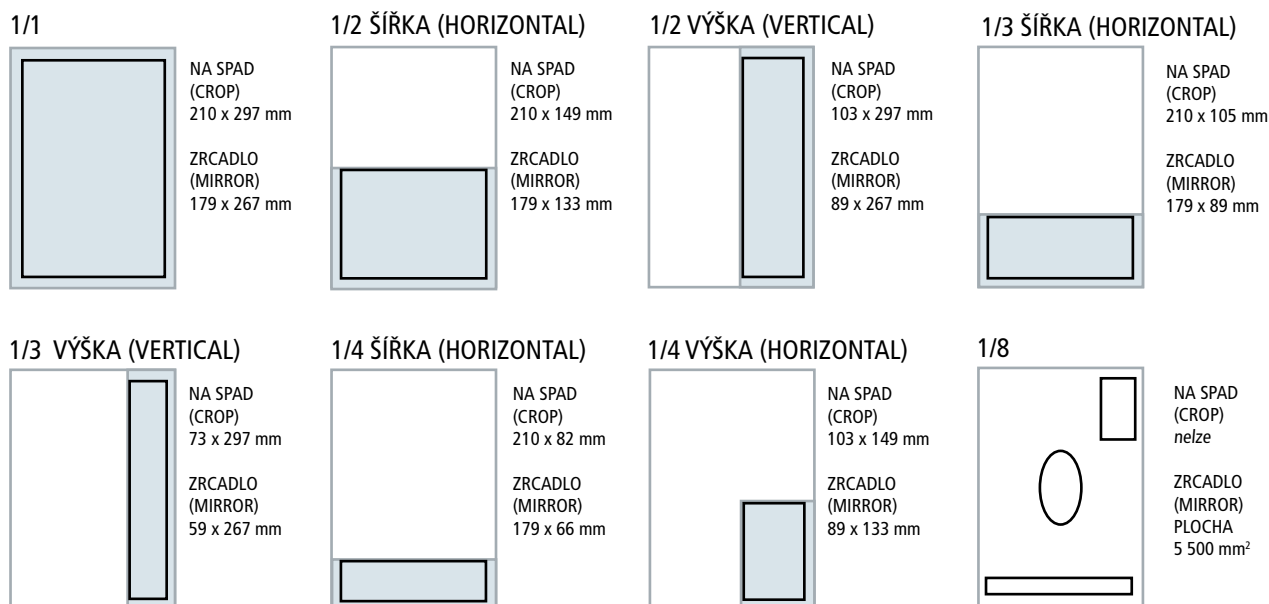 1/1
NA SPAD
(CROP)
210 x 297 mm
ZRCADLO
(MIRROR)
179 x 267 mm
1/2 ŠÍŘKA (HORIZONTAL)
NA SPAD
(CROP)
210 x 149 mm
ZRCADLO
(MIRROR)
179 x 133 mm
1/2 VÝŠKA (VERTICAL)
NA SPAD
(CROP)
103 x 297 mm
ZRCADLO
(MIRROR)
89 x 267 mm
1/3 ŠÍŘKA (HORIZONTAL)
NA SPAD
(CROP)
210 x 105 mm
ZRCADLO
(MIRROR)
179 x 89 mm
1/3 VÝŠKA (VERTICAL)
NA SPAD
(CROP)
73 x 297 mm
ZRCADLO
(MIRROR)
59 x 267 mm
1/4 ŠÍŘKA (HORIZONTAL)
NA SPAD
(CROP)
210 x 82 mm
ZRCADLO
(MIRROR)
179 x 66 mm
1/4 VÝŠKA (HORIZONTAL)
NA SPAD
(CROP)
103 x 149 mm
ZRCADLO
(MIRROR)
89 x 133 mm
1/8
NA SPAD
(CROP)
nelze
ZRCADLO
(MIRROR)
PLOCHA
5 500 mm²